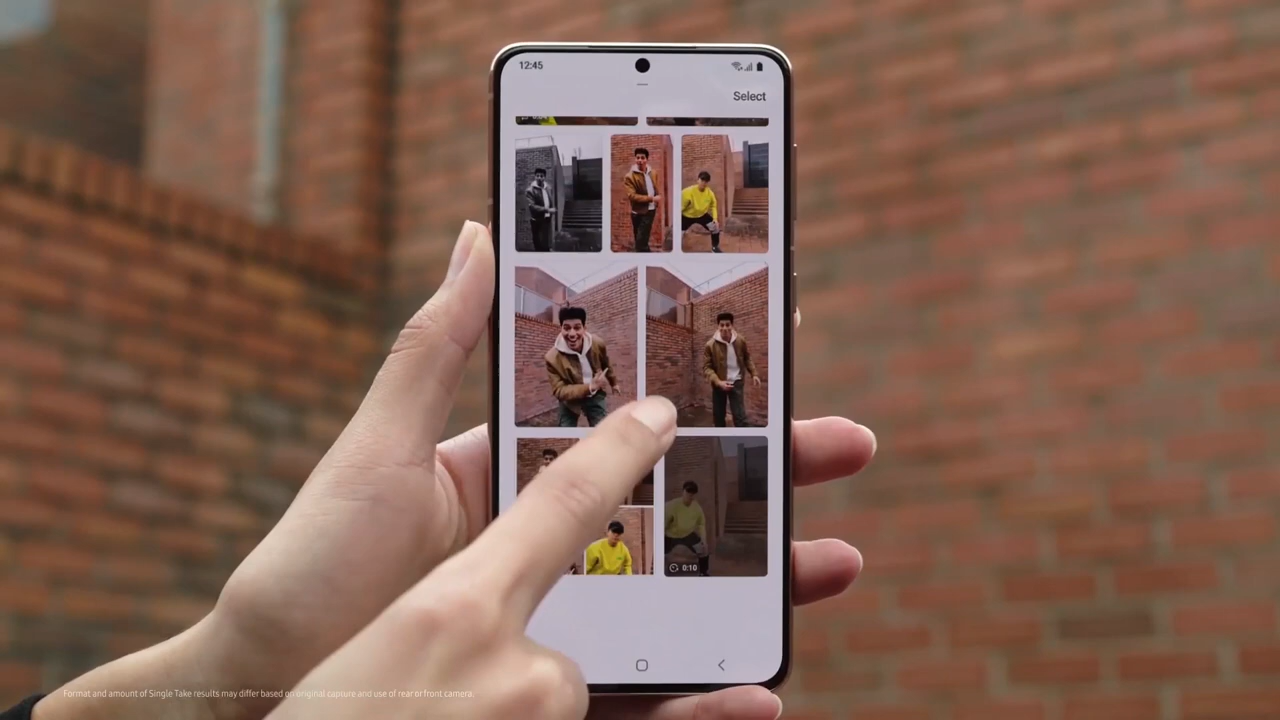 12:45
Select
0:10
Format and amount of Single Take results may differ based on original capture and use of rear or front camera.